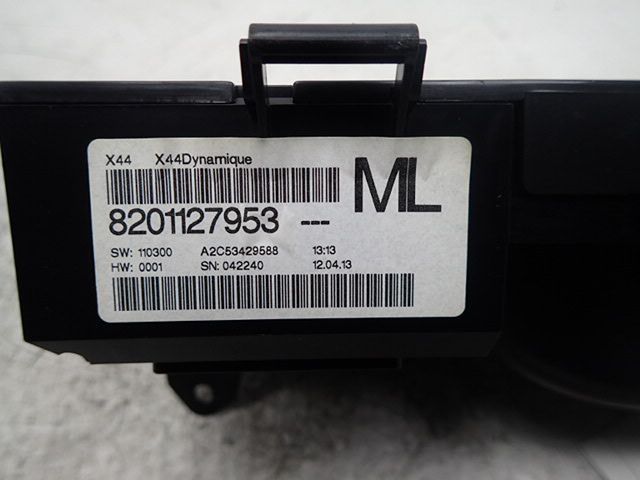 X44 X44Dynamique
ML
8201127953 ---
SW: 110300 A2C53429588 13:13
HW: 0001 SN: 042240 12.04.13